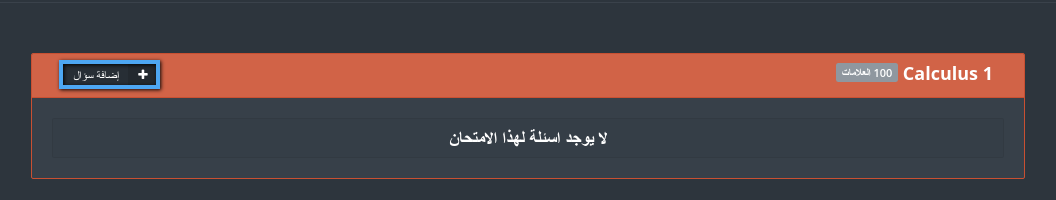 Calculus 1
100 العلامات
+ إضافة سؤال
لا يوجد اسئلة لهذا الامتحان